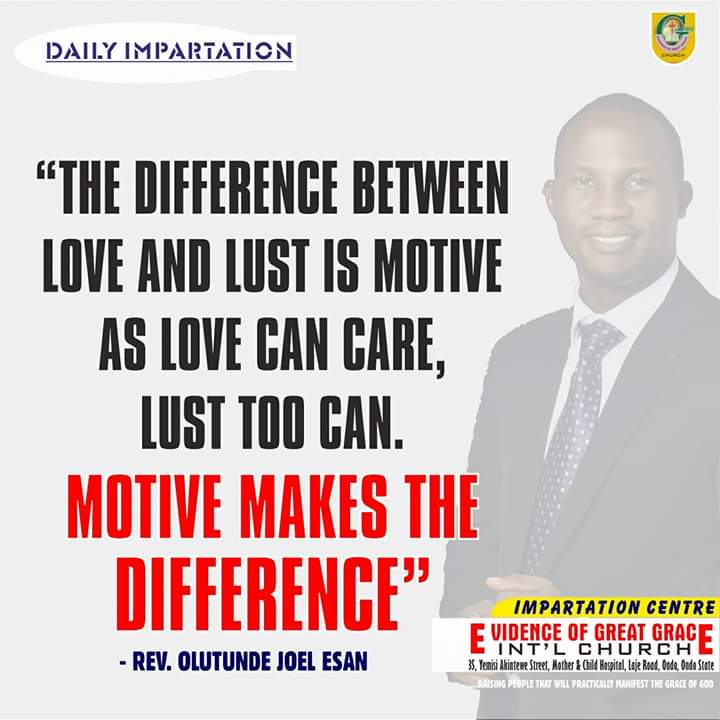 DAILY IMPARTATION
CHURCH
“THE DIFFERENCE BETWEEN
LOVE AND LUST IS MOTIVE
AS LOVE CAN CARE,
LUST TOO CAN.
MOTIVE MAKES THE
DIFFERENCE”
- REV. OLUTUNDE JOEL ESAN
IMPARTATION CENTRE
EVIDENCE OF GREAT GRACE
INT'L CHURCH
35, Yemisi Akintewe Street, Mother & Child Hospital, Laje Road, Ondo, Ondo State
RAISING PEOPLE THAT WILL PRACTICALLY MANIFEST THE GRACE OF GOD